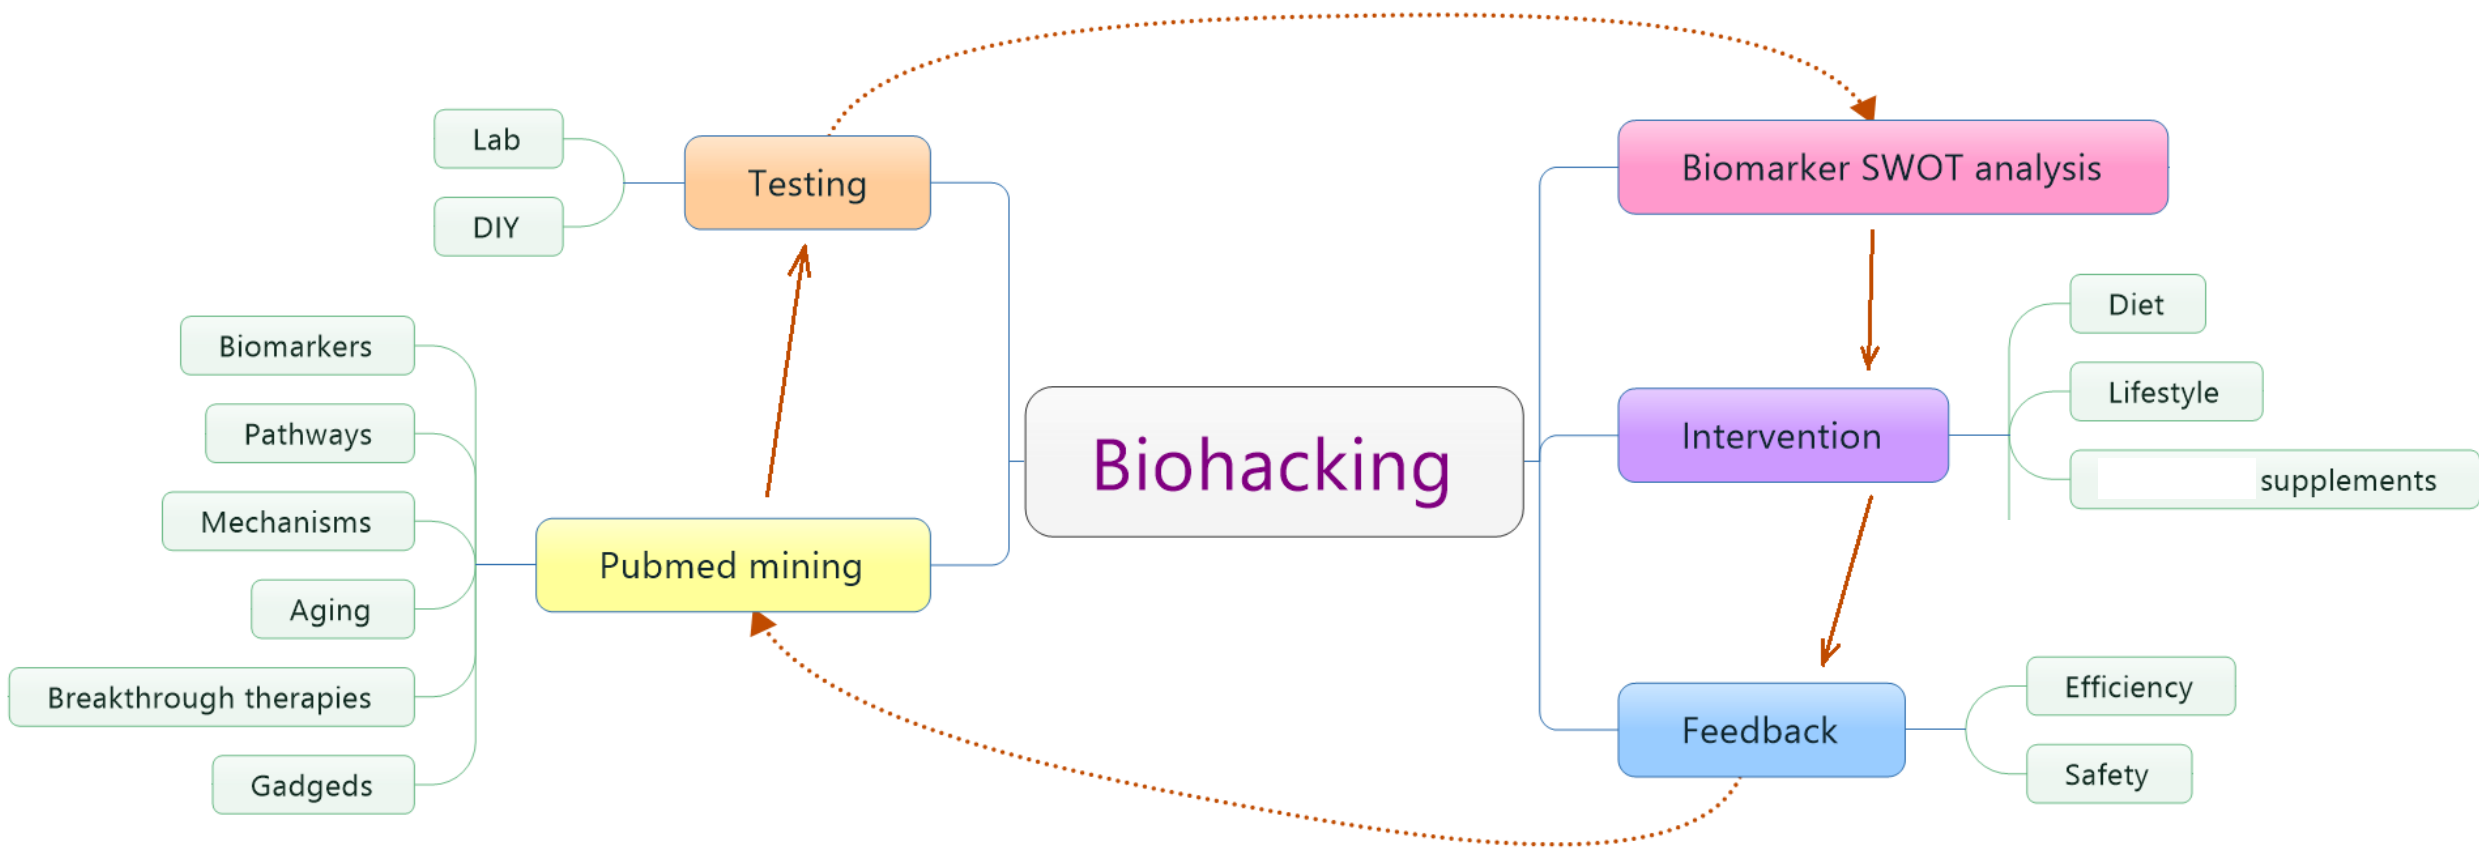 Biohacking
Testing
Lab
DIY
Pubmed mining
Biomarkers
Pathways
Mechanisms
Aging
Breakthrough therapies
Gadgeds
Biomarker SWOT analysis
Intervention
Diet
Lifestyle
supplements
Feedback
Efficiency
Safety